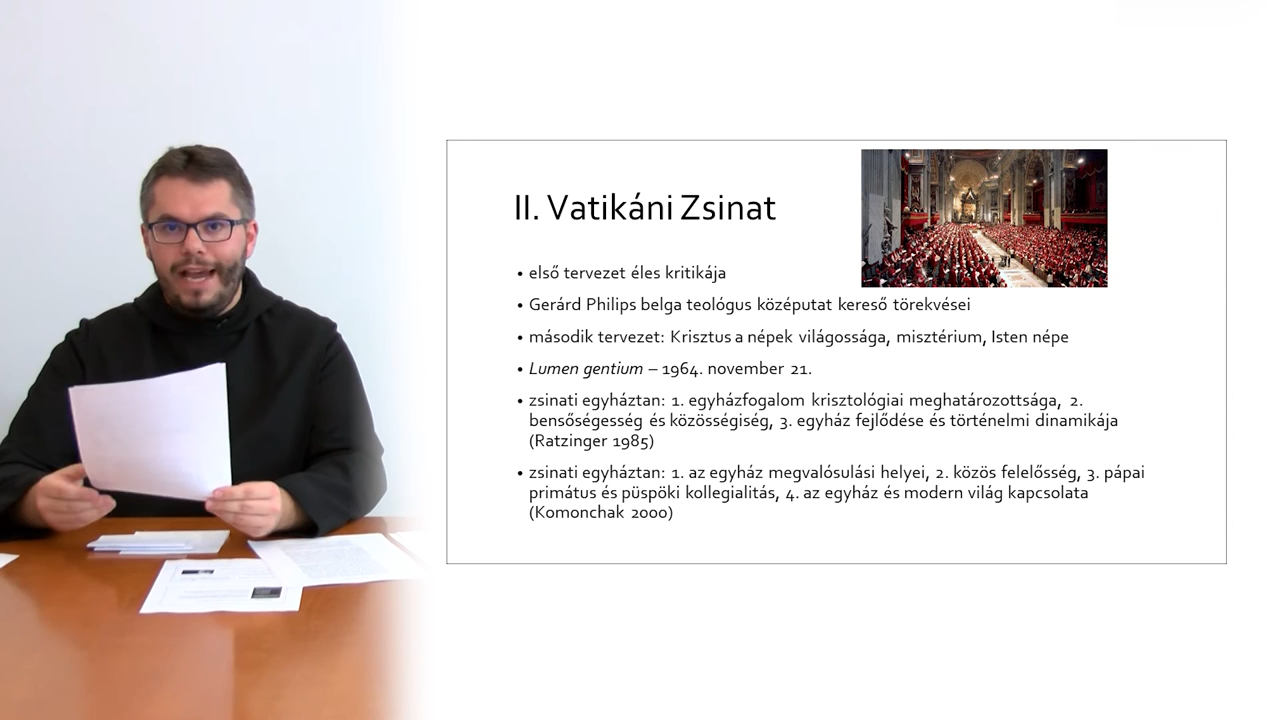 II. Vatikáni Zsinat
• első tervezet éles kritikája
• Gerárd Philips belga teológus középutat kereső törekvései
• második tervezet: Krisztus a népek világossága, misztérium, Isten népe
• Lumen gentium – 1964. november 21.
• zsinati egyháztan: 1. egyházfogalom krisztológiai meghatározottsága, 2.
bensőségesség és közösségiség, 3. egyház fejlődése és történelmi dinamikája
(Ratzinger 1985)
• zsinati egyháztan: 1. az egyház megvalósulási helyei, 2. közös felelősség, 3. pápai
primátus és püspöki kollegialitás, 4. az egyház és modern világ kapcsolata
(Komonchak 2000)